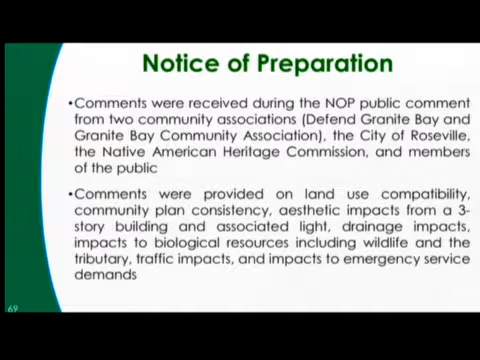 Notice of Preparation
•Comments were received during the NOP public comment
from two community associations (Defend Granite Bay and
Granite Bay Community Association), the City of Roseville,
the Native American Heritage Commission, and members
of the public
•Comments were provided on land use compatibility,
community plan consistency, aesthetic impacts from a 3-
story building and associated light, drainage impacts,
impacts to biological resources including wildlife and the
tributary, traffic impacts, and impacts to emergency service
demands
69